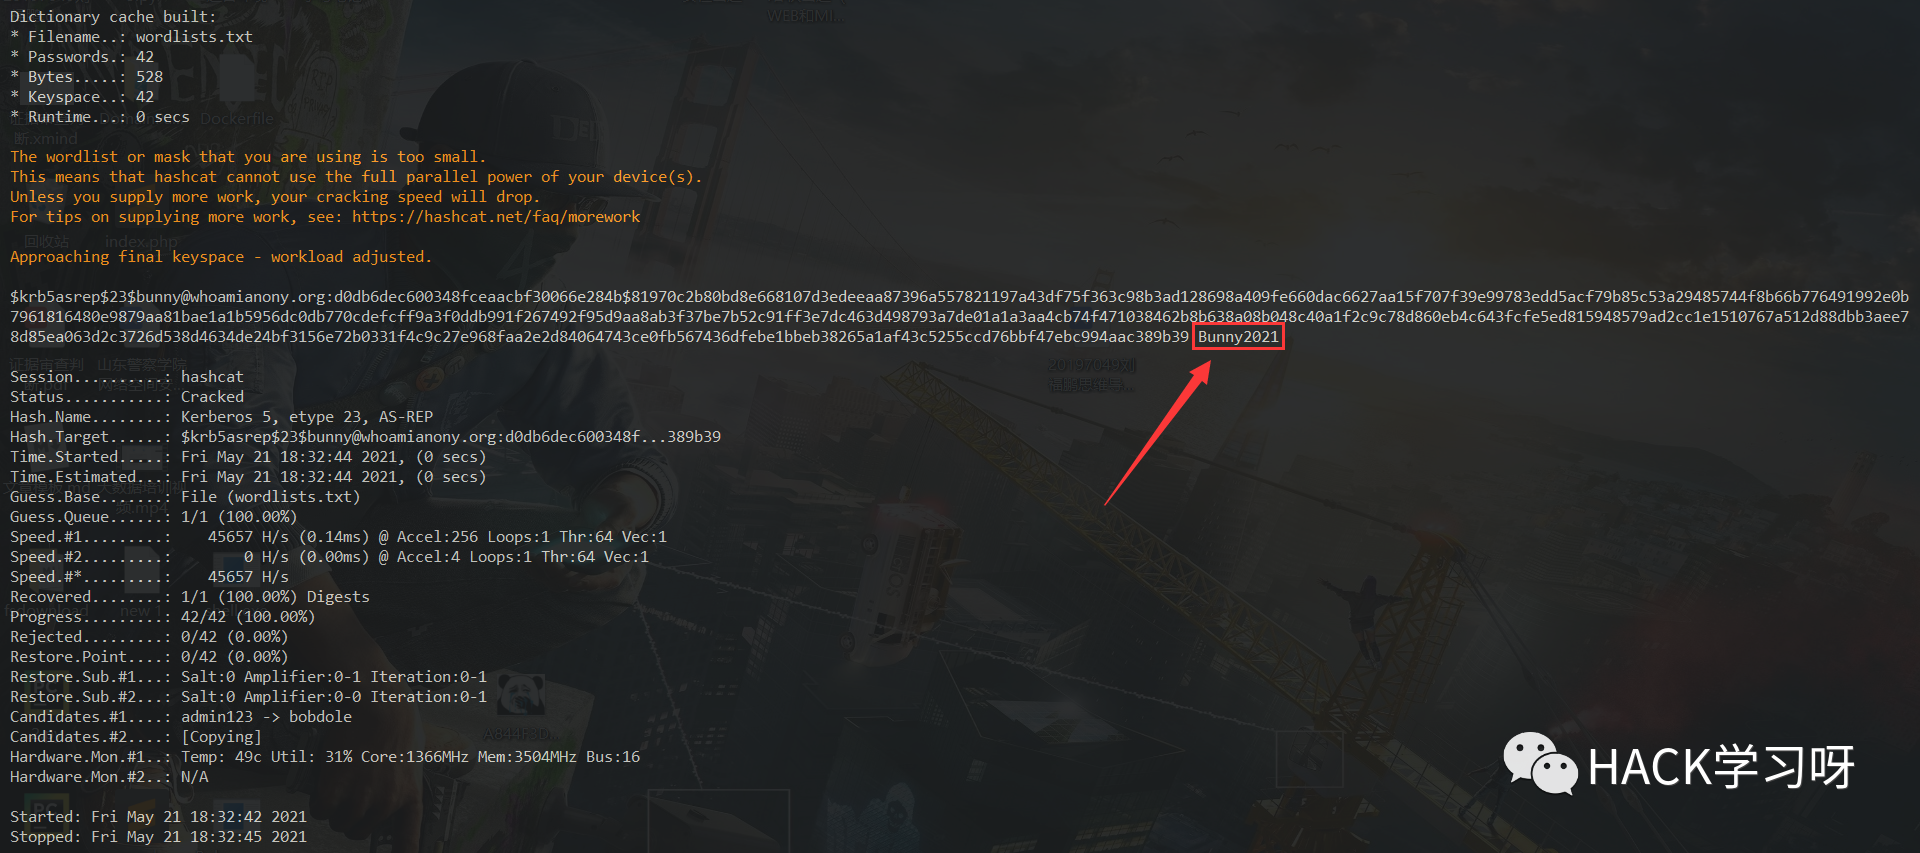 Dictionary cache built:
* Filename..: wordlists.txt
* Passwords.: 42
* Bytes.....: 528
* Keyspace..: 42
* Runtime...: 0 secs
Dockerfile
The wordlist or mask that you are using is too small.
This means that hashcat cannot use the full parallel power of your device(s).
Unless you supply more work, your cracking speed will drop.
For tips on supplying more work, see: https://hashcat.net/faq/morework
回收站 index.php
Approaching final keyspace - workload adjusted.
$krb5asrep$23$bunny@whoamianony.org:d0db6dec600348fceaacbf30066e284b$81970c2b80bd8e668107d3edeeaa87396a557821197a43df75f363c98b3ad128698a409fe660dac6627aa15f707f39e99783edd5acf79b85c53a29485744f8b66b776491992e0b
7961816480e9879aa81bae1a1b5956dc0db770cdefcff9a3f0ddb991f267492f95d9aa8ab3f37be7b52c91ff3e7dc463d498793a7de01a1a3aa4cb74f471038462b8b638a08b048c40a1f2c9c78d860eb4c643fcfe5ed815948579ad2cc1e1510767a512d88dbb3aee7
8d85ea063d2c3726d538d4634de24bf3156e72b0331f4c9c27e968faa2e2d84064743ce0fb567436dfebe1bbeb38265a1af43c5255ccd76bbf47ebc994aac389b39 Bunny2021
Session..........: hashcat
Status...........: Cracked
Hash.Name........: Kerberos 5, etype 23, AS-REP
Hash.Target......: $krb5asrep$23$bunny@whoamianony.org:d0db6dec600348f...389b39
Time.Started.....: Fri May 21 18:32:44 2021, (0 secs)
Time.Estimated...: Fri May 21 18:32:44 2021, (0 secs)
Guess.Base.......: File (wordlists.txt)
Guess.Queue......: 1/1 (100.00%)
Speed.#1.........:    45657 H/s (0.14ms) @ Accel:256 Loops:1 Thr:64 Vec:1
Speed.#2.........:        0 H/s (0.00ms) @ Accel:4 Loops:1 Thr:64 Vec:1
Speed.#*.........:    45657 H/s
Recovered........: 1/1 (100.00%) Digests
Progress.........: 42/42 (100.00%)
Rejected.........: 0/42 (0.00%)
Restore.Point....: 0/42 (0.00%)
Restore.Sub.#1...: Salt:0 Amplifier:0-1 Iteration:0-1
Restore.Sub.#2...: Salt:0 Amplifier:0-0 Iteration:0-1
Candidates.#1....: admin123 -> bobdole
Candidates.#2....: [Copying]
Hardware.Mon.#1..: Temp: 49c Util: 31% Core:1366MHz Mem:3504MHz Bus:16
Hardware.Mon.#2..: N/A
HACK学习呀
Started: Fri May 21 18:32:42 2021
Stopped: Fri May 21 18:32:45 2021